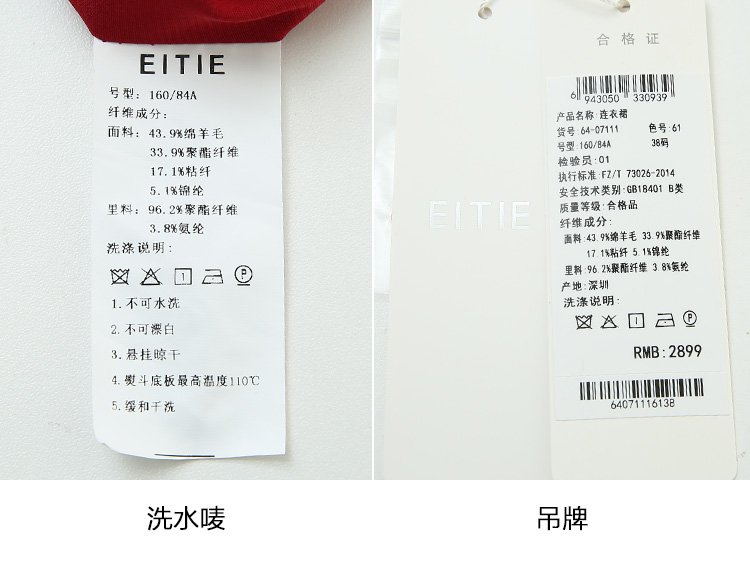 EITIE
号型: 160/84A
纤维成分:
面料: 43.9%绵羊毛
33.9%聚酯纤维
17.1%粘纤
5.1%锦纶
里料: 96.2%聚酯纤维
3.8%氨纶
洗涤说明:
1.不可水洗
2.不可漂白
3.悬挂晾干
4.熨斗底板最高温度110℃
5.缓和干洗
洗水唛
EITIE
合格证
6 943050 330939
产品名称:连衣裙
货号:64-07111 色号:61
号型:160/84A 38码
检验员:01
执行标准:FZ/T 73026-2014
安全技术类别:GB18401 B类
质量等级:合格品
纤维成分:
面料:43.9%绵羊毛 33.9%聚酯纤维
17.1%粘纤 5.1%锦纶
里料:96.2%聚酯纤维 3.8%氨纶
产地:深圳
洗涤说明:
RMB:2899
64071116138
吊牌